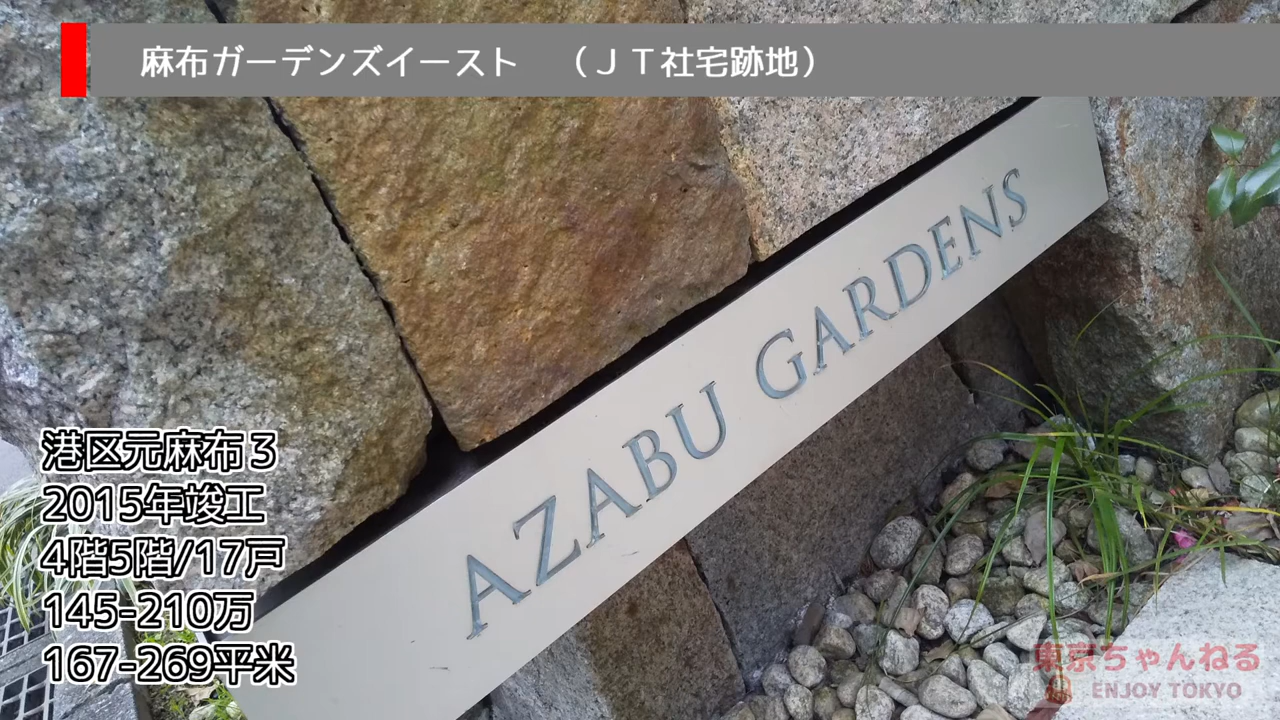 麻布ガーデンズイースト　（ＪＴ社宅跡地）
AZABU GARDENS
港区元麻布３
2015年竣工
4階5階/17戸
145-210万
167-269平米
東京ちゃんねる
ENJOY TOKYO